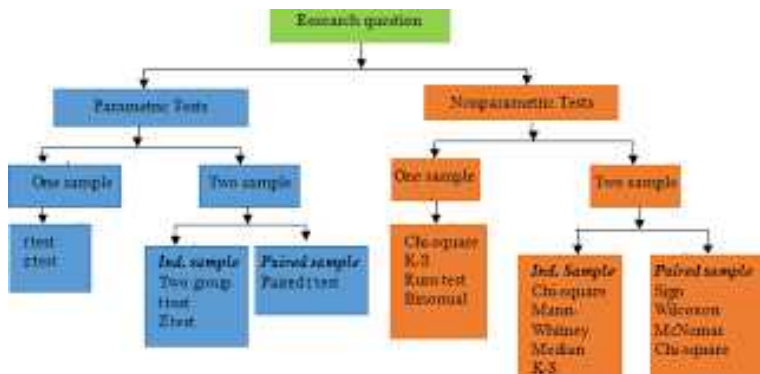 Research question
Parametric Tests
Nonparametric Tests
One sample
Two sample
One sample
Two sample
t test
z test
Ind. sample
Two group
t test
Z test
Paired sample
Paired t test
Chi-square
K-S
Runs test
Binomial
Ind. Sample
Chi-square
Mann
Whitney
Median
K-S
Paired sample
Sign
Wilcoxon
McNemar
Chi-square